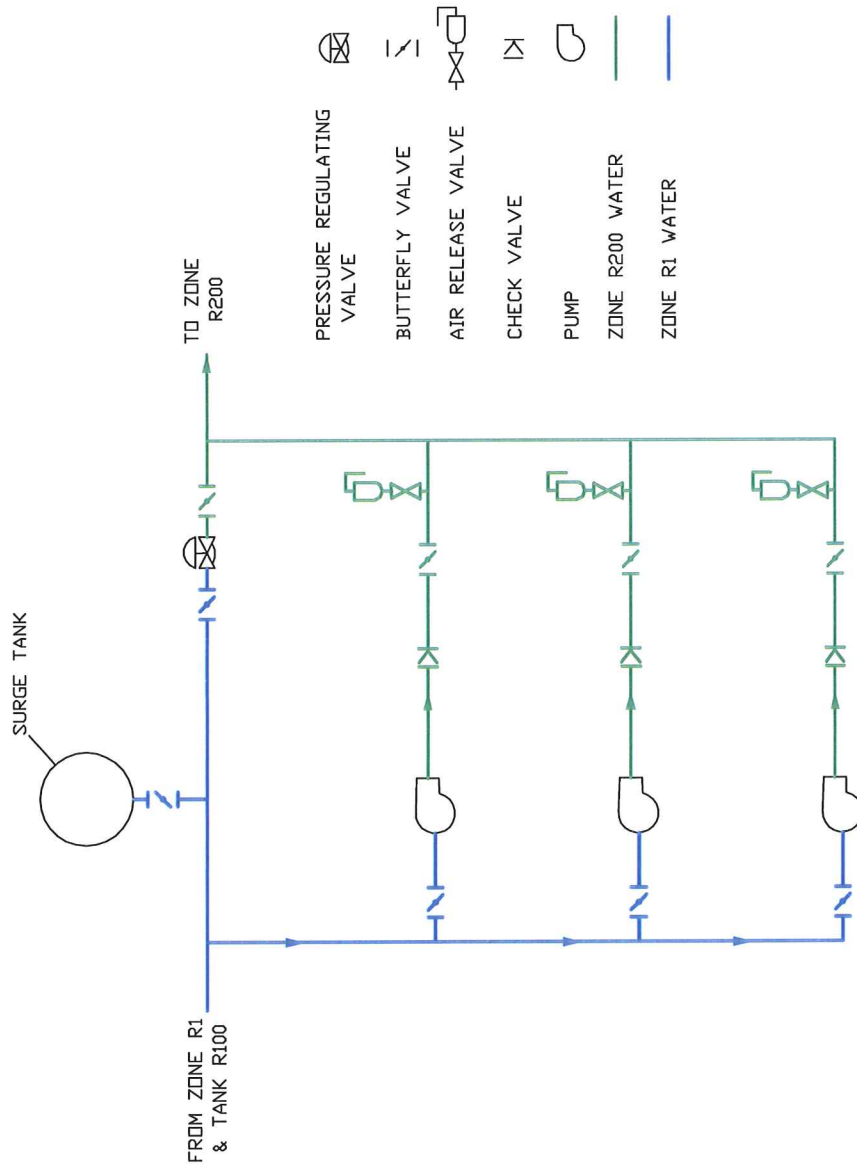 SURGE TANK
FROM ZONE R1
& TANK R100
TO ZONE
R200
PRESSURE REGULATING
VALVE
BUTTERFLY VALVE
AIR RELEASE VALVE
CHECK VALVE
PUMP
ZONE R200 WATER
ZONE R1 WATER